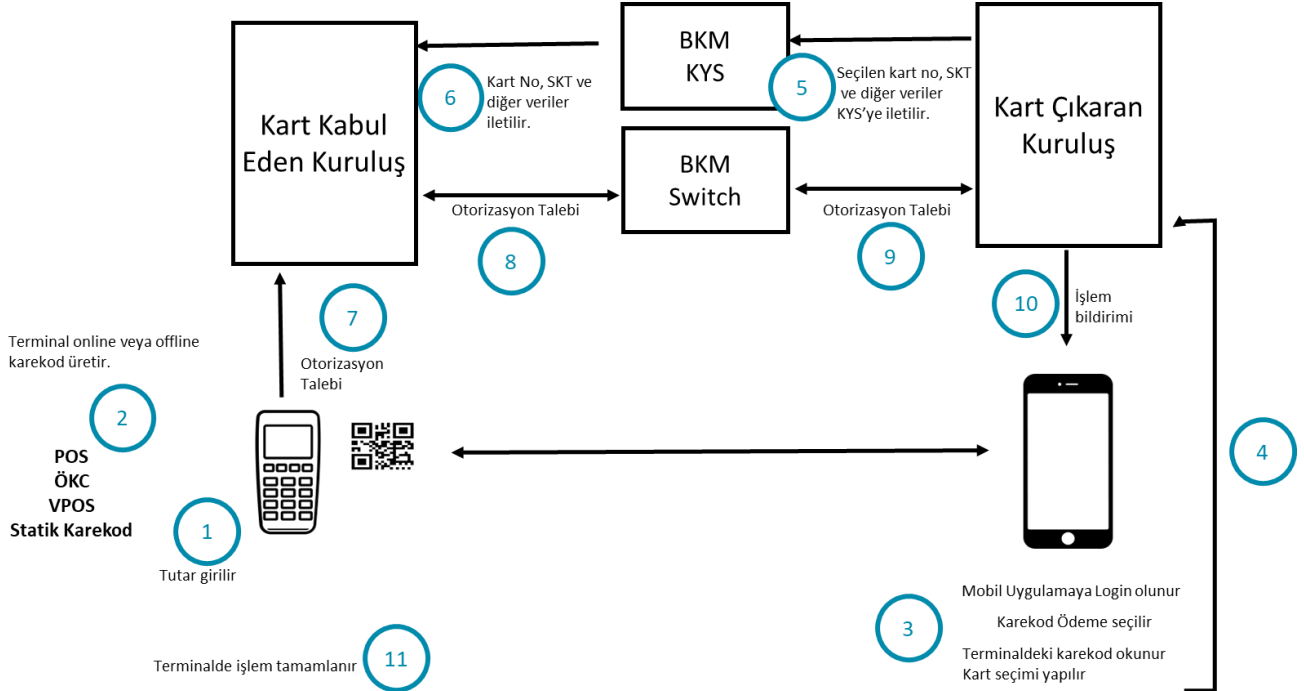 BKM
KYS
Kart Kabul
Eden Kuruluş
Kart Çıkaran
Kuruluş
6
Kart No, SKT ve
diğer veriler
iletilir.
5
Seçilen kart no, SKT
ve diğer veriler
KYS'ye iletilir.
BKM
Switch
Otorizasyon Talebi
8
Otorizasyon Talebi
9
10
İşlem
bildirimi
7
Otorizasyon
Talebi
Terminal online veya offline
karekod üretir.
2
POS
ÖKC
VPOS
Statik Karekod
1
Tutar girilir
4
3
Mobil Uygulamaya Login olunur
Karekod Ödeme seçilir
Terminaldeki karekod okunur
Kart seçimi yapılır
Terminalde işlem tamamlanır
11